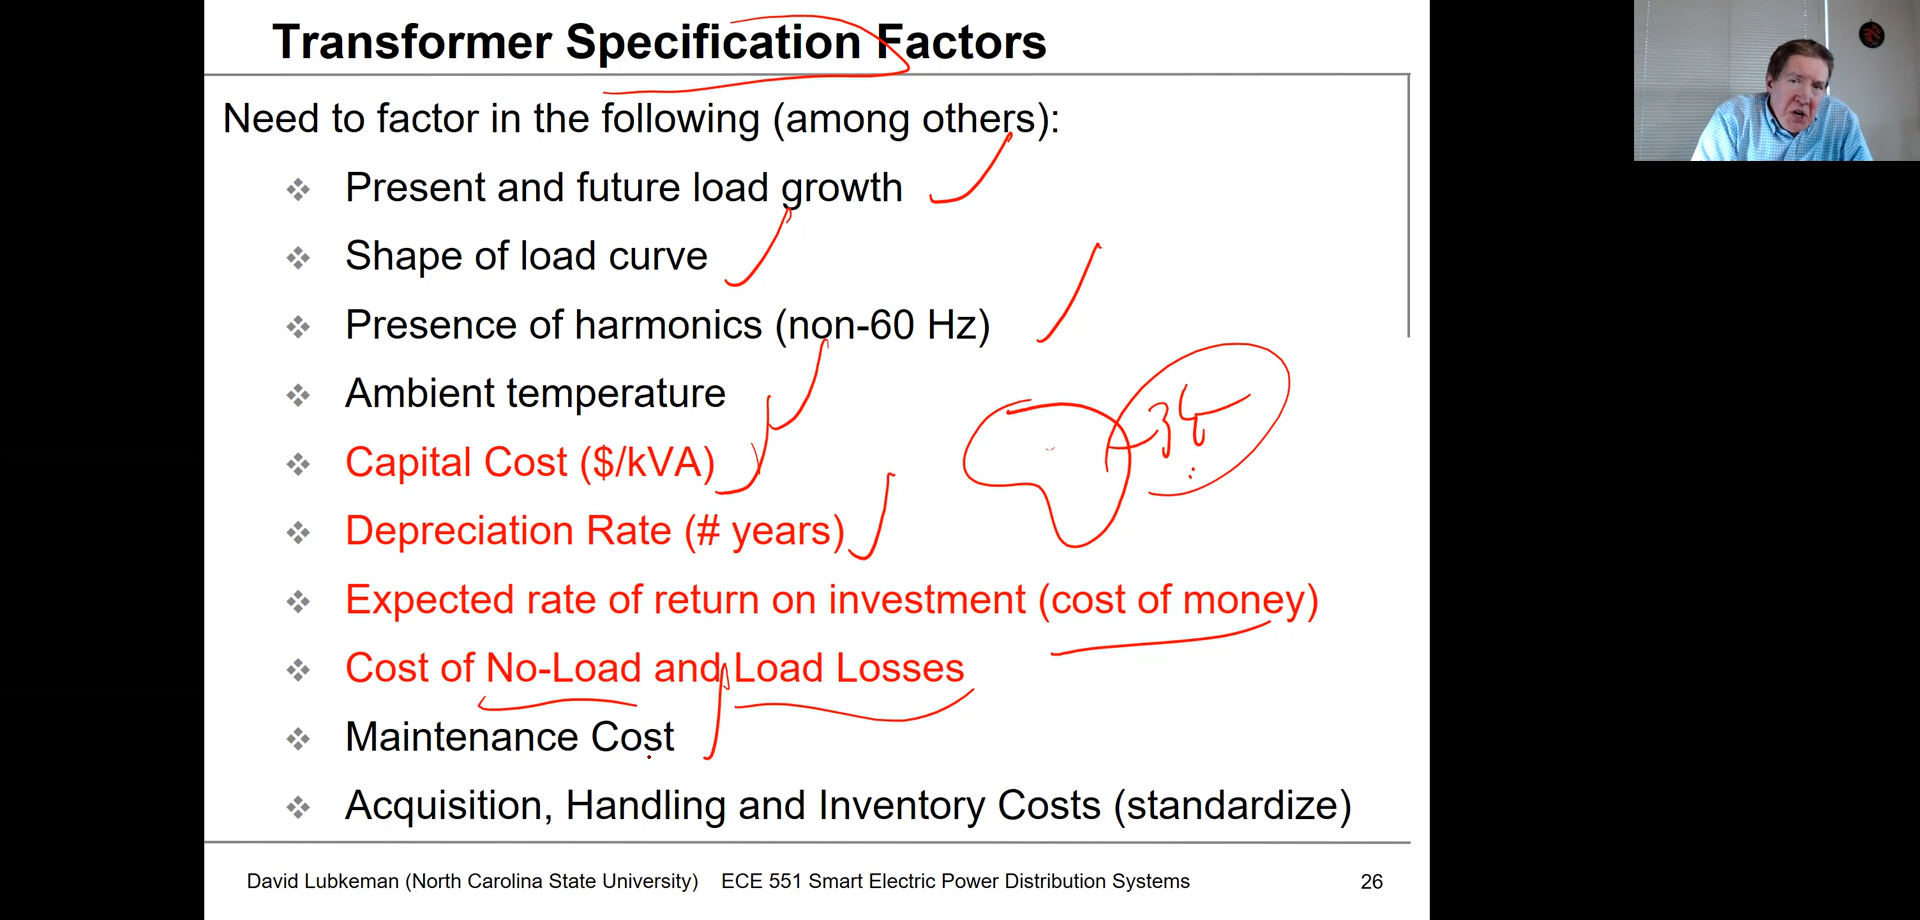 Transformer Specification Factors
Need to factor in the following (among others):
Present and future load growth
Shape of load curve
Presence of harmonics (non-60 Hz)
Ambient temperature
Capital Cost ($/kVA)
Depreciation Rate (# years)
Expected rate of return on investment (cost of money)
Cost of No-Load and Load Losses
Maintenance Cost
Acquisition, Handling and Inventory Costs (standardize)
David Lubkeman (North Carolina State University) ECE 551 Smart Electric Power Distribution Systems 26